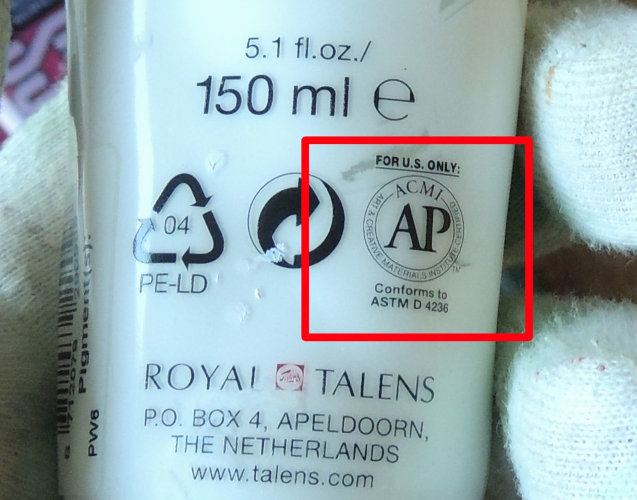 5.1 fl.oz./
150 ml ℮
FOR U.S. ONLY:
ACMI
ART & CREATIVE MATERIALS INSTITUTE CERTIFIED
AP
Conforms to
ASTM D 4236
04
PE-LD
ROYAL TALENS
P.O. BOX 4, APELDOORN,
THE NETHERLANDS
www.talens.com
Pigment(s):
PW6